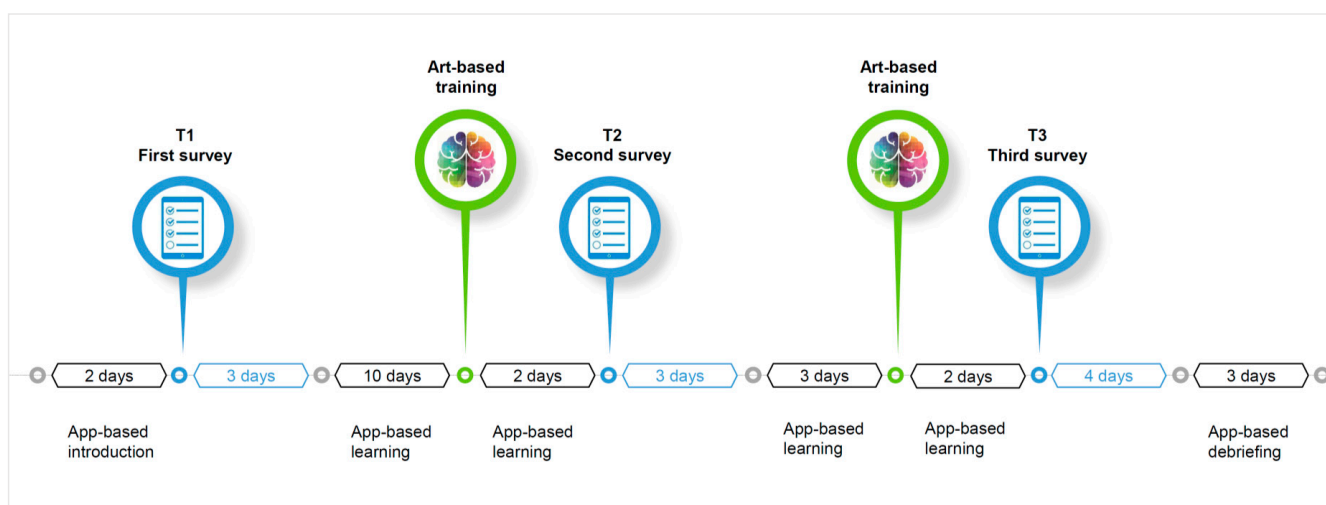 Art-based
training
Art-based
training
T1
First survey
T2
Second survey
T3
Third survey
2 days
3 days
10 days
2 days
3 days
3 days
2 days
4 days
3 days
App-based
introduction
App-based
learning
App-based
learning
App-based
learning
App-based
learning
App-based
debriefing